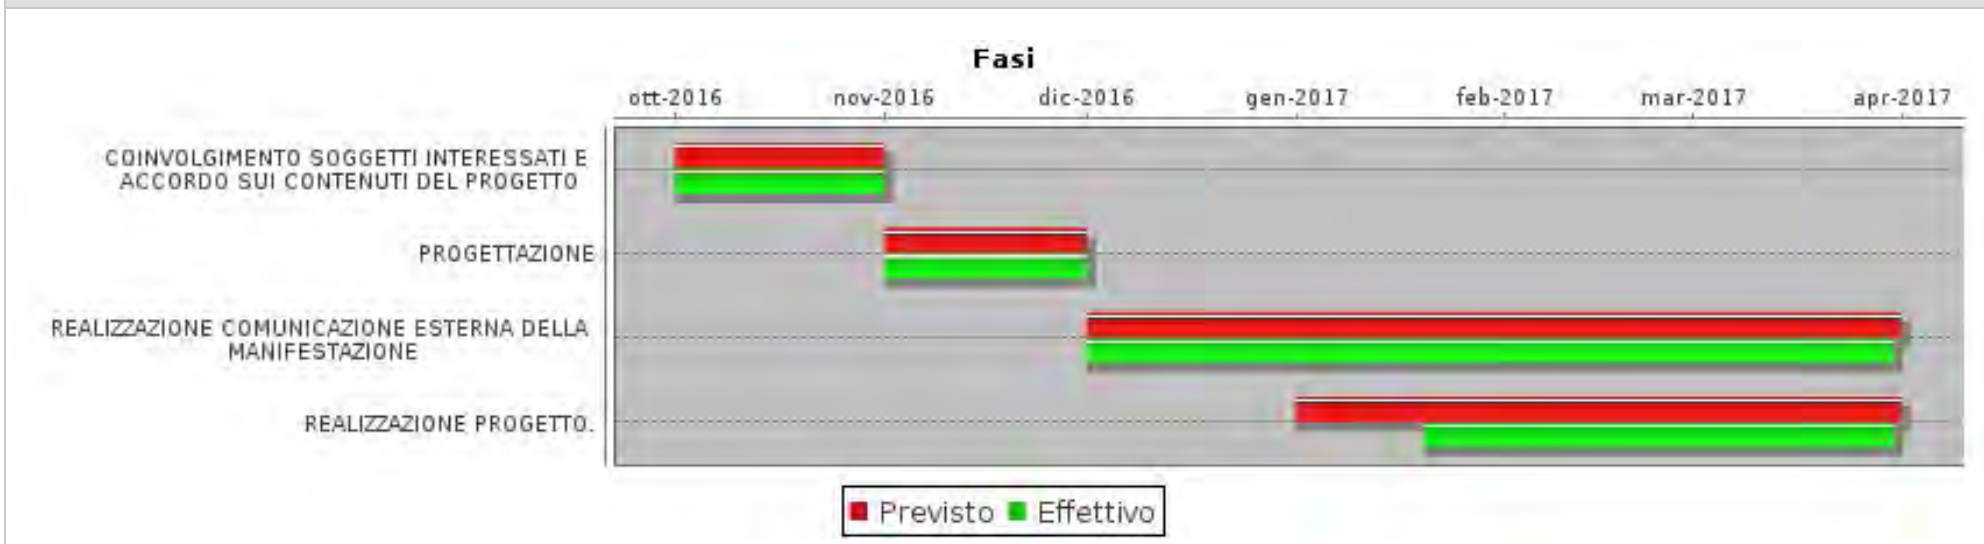 Fasi
ott-2016 nov-2016 dic-2016 gen-2017 feb-2017 mar-2017 apr-2017
COINVOLGIMENTO SOGGETTI INTERESSATI E
ACCORDO SUI CONTENUTI DEL PROGETTO
PROGETTAZIONE
REALIZZAZIONE COMUNICAZIONE ESTERNA DELLA
MANIFESTAZIONE
REALIZZAZIONE PROGETTO.
Previsto Effettivo